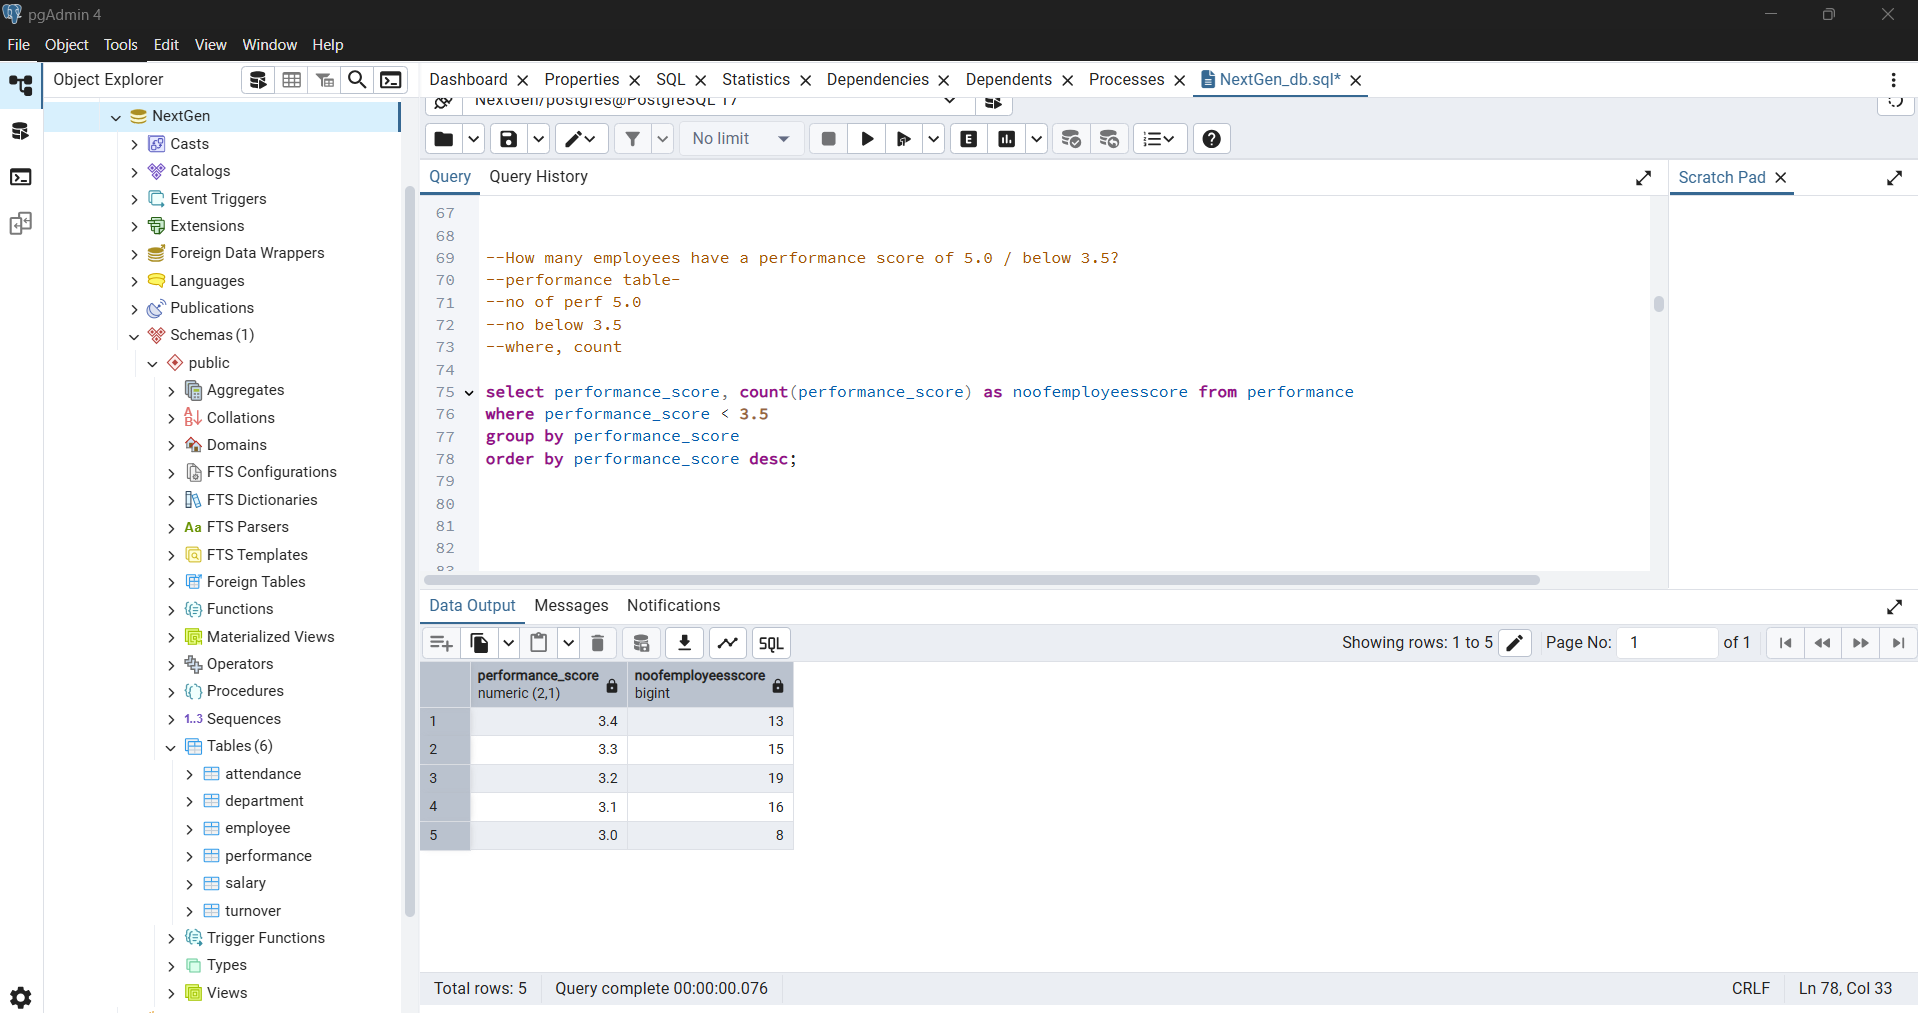 pgAdmin 4
File Object Tools Edit View Window Help
Object Explorer
Dashboard Properties SQL Statistics Dependencies Dependents Processes NextGen_db.sql*
NextGen/postgres@PostgreSQL 17
No limit
E
Query Query History
Scratch Pad
NextGen
Casts
Catalogs
Event Triggers
Extensions
Foreign Data Wrappers
Languages
Publications
Schemas (1)
public
Aggregates
Collations
Domains
FTS Configurations
FTS Dictionaries
Aa FTS Parsers
FTS Templates
Foreign Tables
Functions
Materialized Views
Operators
Procedures
1..3 Sequences
Tables (6)
attendance
department
employee
performance
salary
turnover
Trigger Functions
Types
Views
67
68
69 --How many employees have a performance score of 5.0 / below 3.5?
70 --performance table-
71 --no of perf 5.0
72 --no below 3.5
73 --where, count
74
75 select performance_score, count(performance_score) as noofemployeesscore from performance
76 where performance_score < 3.5
77 group by performance_score
78 order by performance_score desc;
79
80
81
82
83
Data Output Messages Notifications
SQL
Showing rows: 1 to 5 Page No: 1 of 1
performance_score noofemployeesscore
numeric (2,1) bigint
1 3.4 13
2 3.3 15
3 3.2 19
4 3.1 16
5 3.0 8
Total rows: 5 Query complete 00:00:00.076 CRLF Ln 78, Col 33